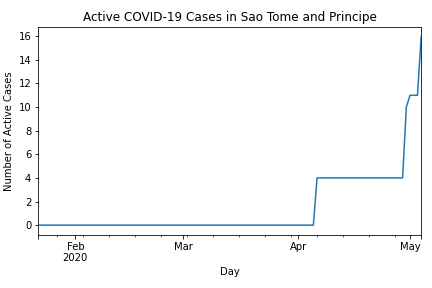 Active COVID-19 Cases in Sao Tome and Principe
Number of Active Cases
16
14
12
10
8
6
4
2
0
Feb
2020
Mar
Apr
May
Day